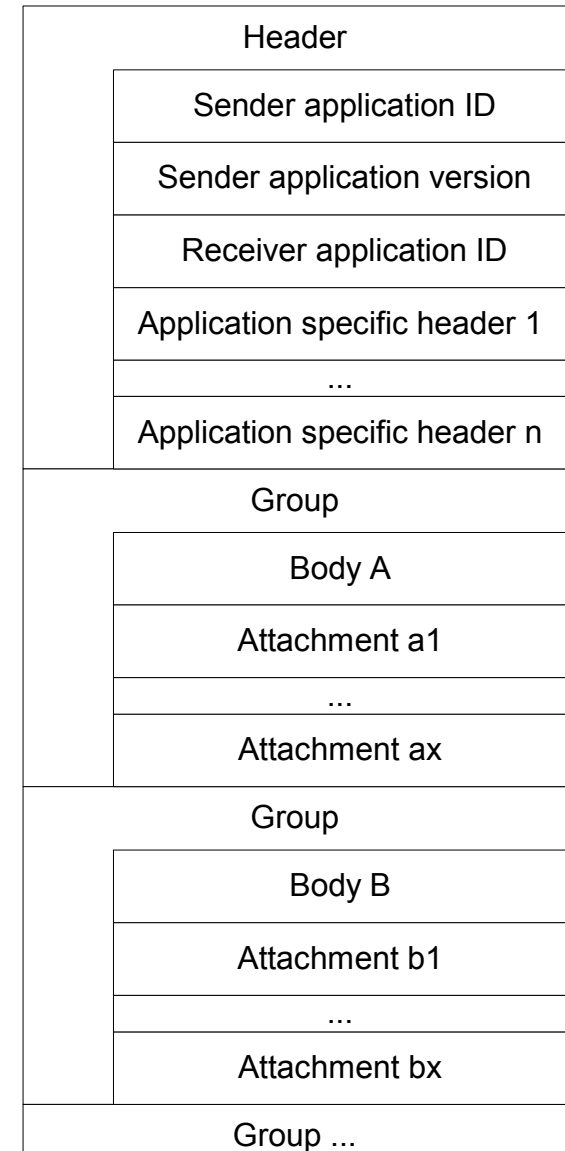 Header
Sender application ID
Sender application version
Receiver application ID
Application specific header 1
...
Application specific header n
Group
Body A
Attachment a1
...
Attachment ax
Group
Body B
Attachment b1
...
Attachment bx
Group ...